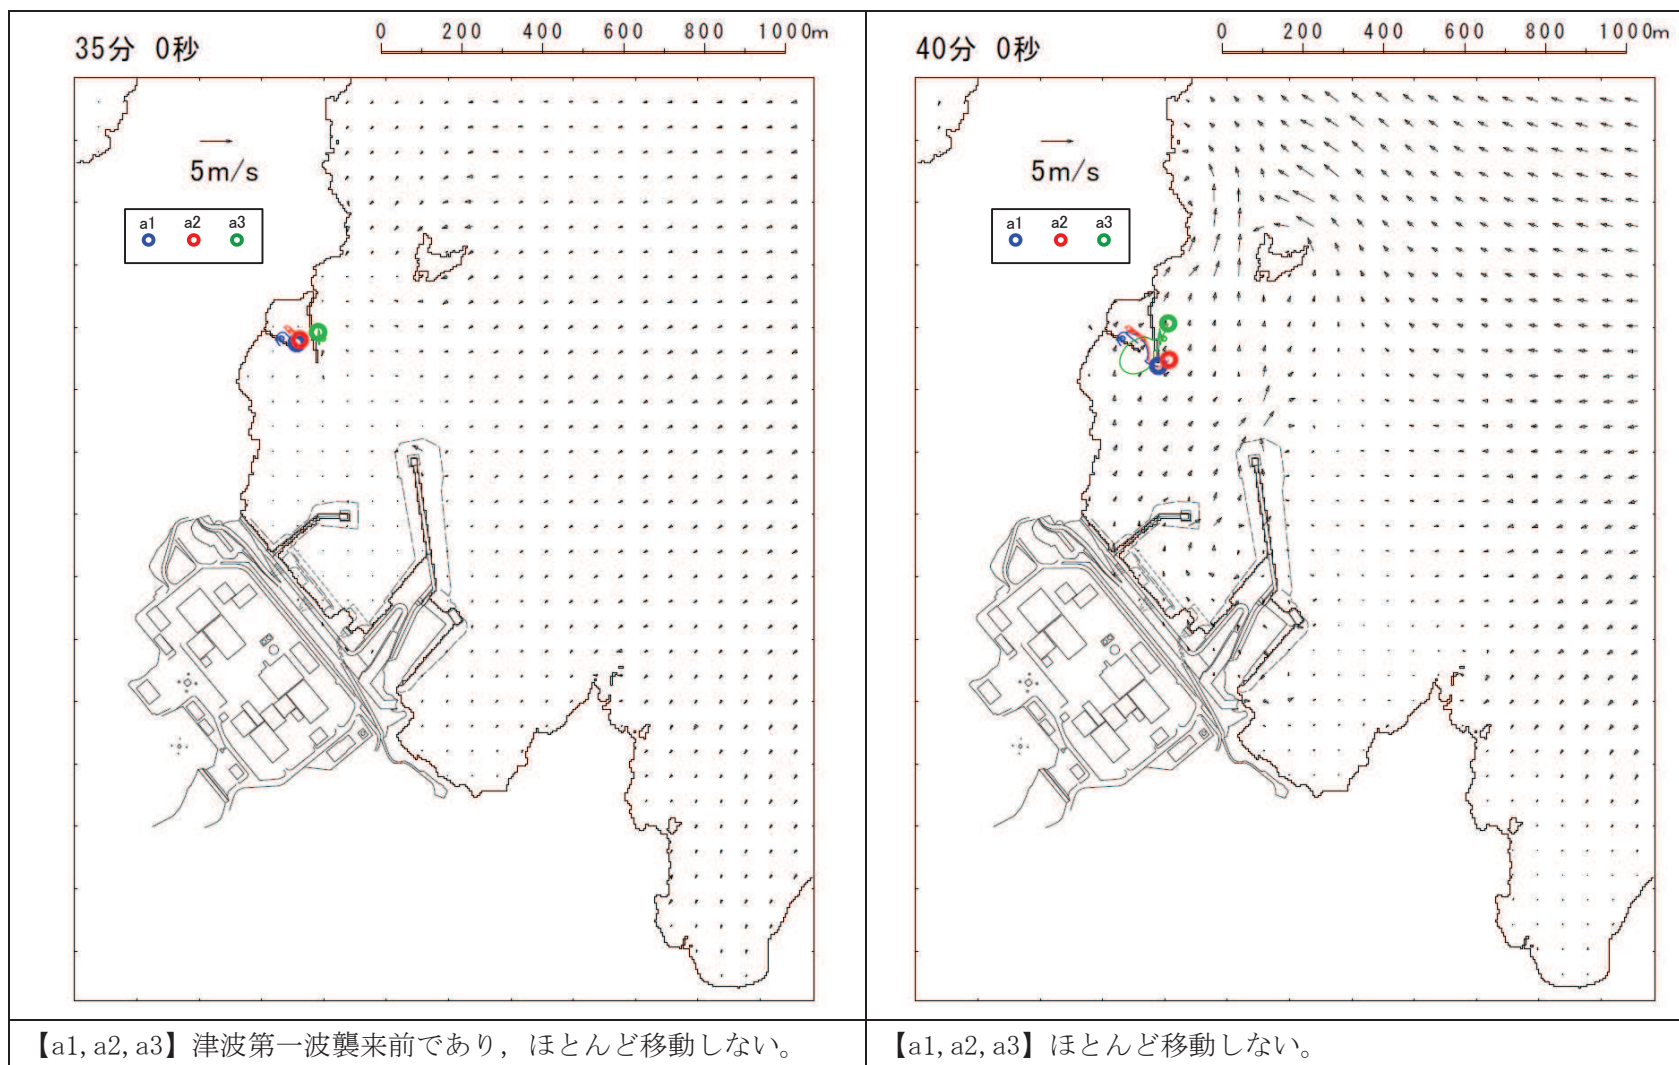 35分 0秒
0 200 400 600 800 1000m
5m/s
a1 a2 a3
【a1,a2,a3】津波第一波襲来前であり，ほとんど移動しない。
40分 0秒
0 200 400 600 800 1000m
5m/s
a1 a2 a3
【a1,a2,a3】ほとんど移動しない。